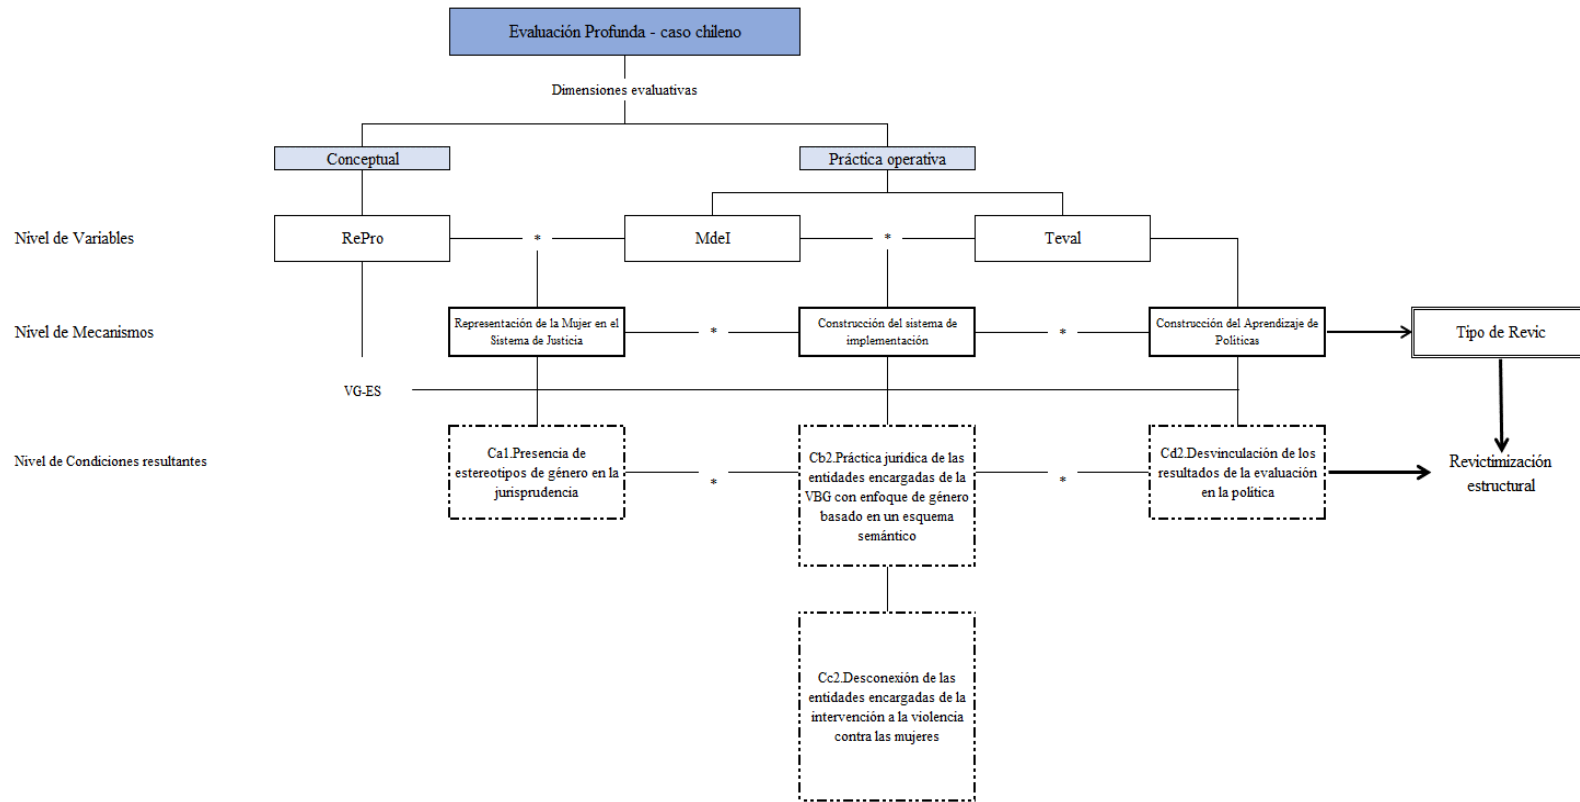 Evaluación Profunda - caso chileno
Dimensiones evaluativas
Conceptual
Práctica operativa
Nivel de Variables
RePro
*
MdeI
*
Teval
Nivel de Mecanismos
Representación de la Mujer en el
Sistema de Justicia
*
Construcción del sistema de
implementación
*
Construcción del Aprendizaje de
Políticas
Tipo de Revic
VG-ES
Nivel de Condiciones resultantes
Ca1.Presencia de
estereotipos de género en la
jurisprudencia
*
Cb2.Práctica jurídica de las
entidades encargadas de la
VBG con enfoque de género
basado en un esquema
semántico
*
Cd2.Desvinculación de los
resultados de la evaluación
en la política
Revictimización
estructural
Cc2.Desconexión de las
entidades encargadas de la
intervención a la violencia
contra las mujeres